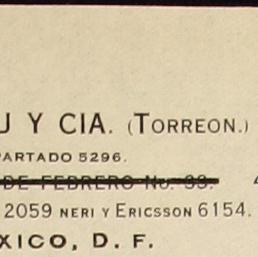 U Y CIA. (TORREON.)
PARTADO 5296.
DE FEBRERO No. 33.
2059 NERI Y ERICSSON 6154.
XICO, D. F.